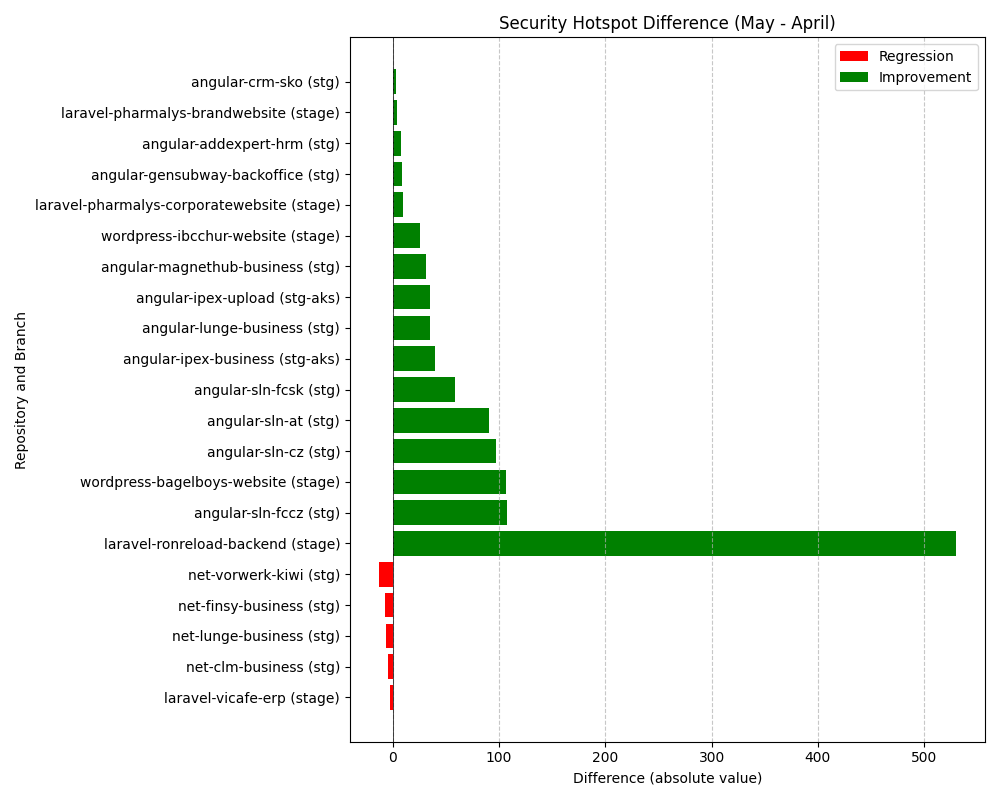 Security Hotspot Difference (May - April)
Regression
Improvement
Repository and Branch
angular-crm-sko (stg)
laravel-pharmalys-brandwebsite (stage)
angular-addexpert-hrm (stg)
angular-gensubway-backoffice (stg)
laravel-pharmalys-corporatewebsite (stage)
wordpress-ibcchur-website (stage)
angular-magnethub-business (stg)
angular-ipex-upload (stg-aks)
angular-lunge-business (stg)
angular-ipex-business (stg-aks)
angular-sln-fcsk (stg)
angular-sln-at (stg)
angular-sln-cz (stg)
wordpress-bagelboys-website (stage)
angular-sln-fccz (stg)
laravel-ronreload-backend (stage)
net-vorwerk-kiwi (stg)
net-finsy-business (stg)
net-lunge-business (stg)
net-clm-business (stg)
laravel-vicafe-erp (stage)
0 100 200 300 400 500
Difference (absolute value)